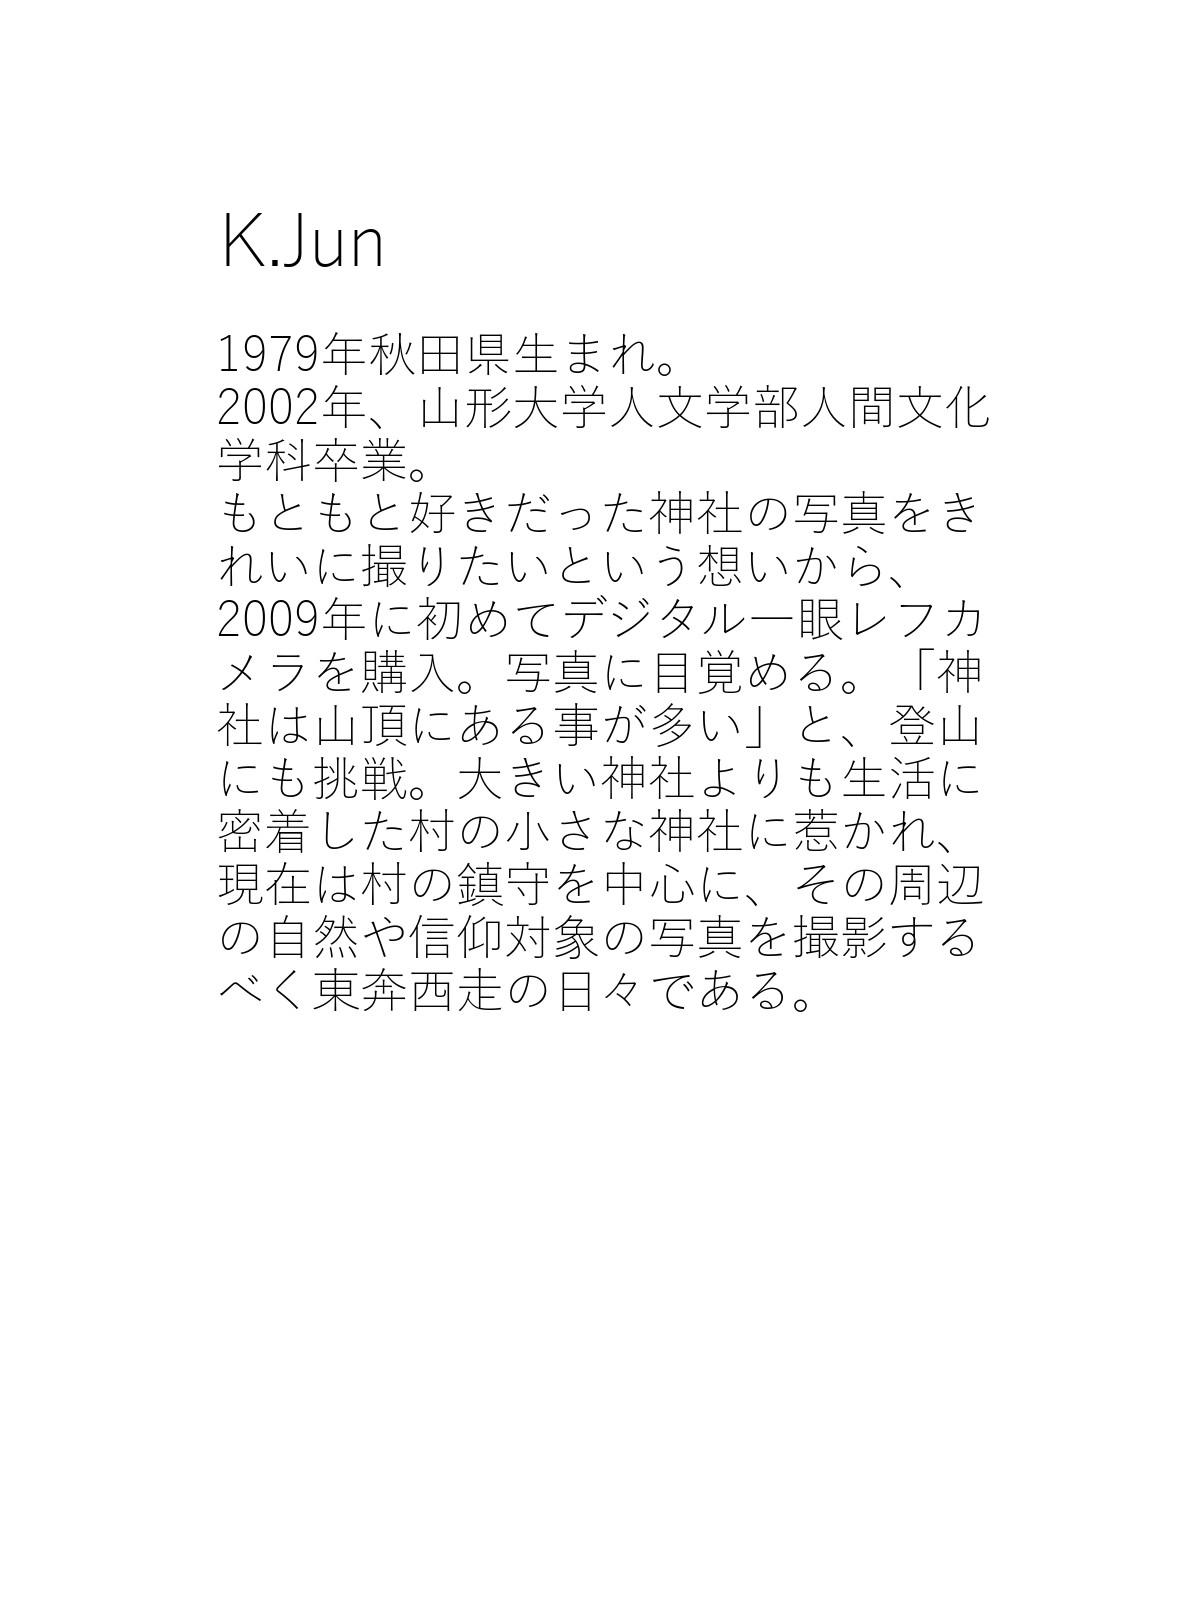 K.Jun
1979年秋田県生まれ。
2002年、山形大学人文学部人間文化
学科卒業。
もともと好きだった神社の写真をき
れいに撮りたいという想いから、
2009年に初めてデジタル一眼レフカ
メラを購入。写真に目覚める。「神
社は山頂にある事が多い」と、登山
にも挑戦。大きい神社よりも生活に
密着した村の小さな神社に惹かれ、
現在は村の鎮守を中心に、その周辺
の自然や信仰対象の写真を撮影する
べく東奔西走の日々である。